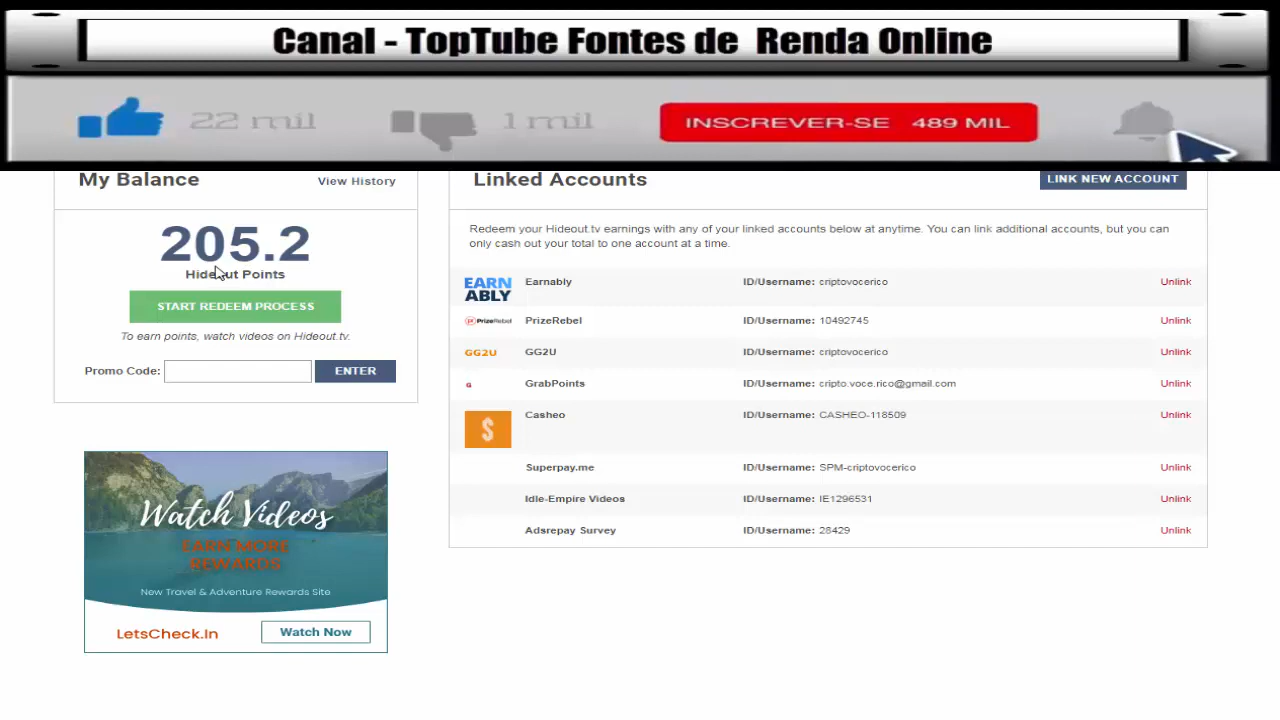 Canal - TopTube Fontes de Renda Online
22 mil
1 mil
INSCREVER-SE 489 MIL
My Balance
View History
205.2
Hideout Points
START REDEEM PROCESS
To earn points, watch videos on Hideout.tv.
Promo Code:
ENTER
Watch Videos
EARN MORE
REWARDS
New Travel & Adventure Rewards Site
LetsCheck.In
Watch Now
Linked Accounts
LINK NEW ACCOUNT
Redeem your Hideout.tv earnings with any of your linked accounts below at anytime. You can link additional accounts, but you can
only cash out your total to one account at a time.
EARN
ABLY
Earnably ID/Username: criptovocerico Unlink
PrizeRebel PrizeRebel ID/Username: 10492745 Unlink
GG2U GG2U ID/Username: criptovocerico Unlink
G GrabPoints ID/Username: cripto.voce.rico@gmail.com Unlink
$ Casheo ID/Username: CASHEO-118509 Unlink
Superpay.me ID/Username: SPM-criptovocerico Unlink
Idle-Empire Videos ID/Username: IE1296531 Unlink
Adsrepay Survey ID/Username: 28429 Unlink